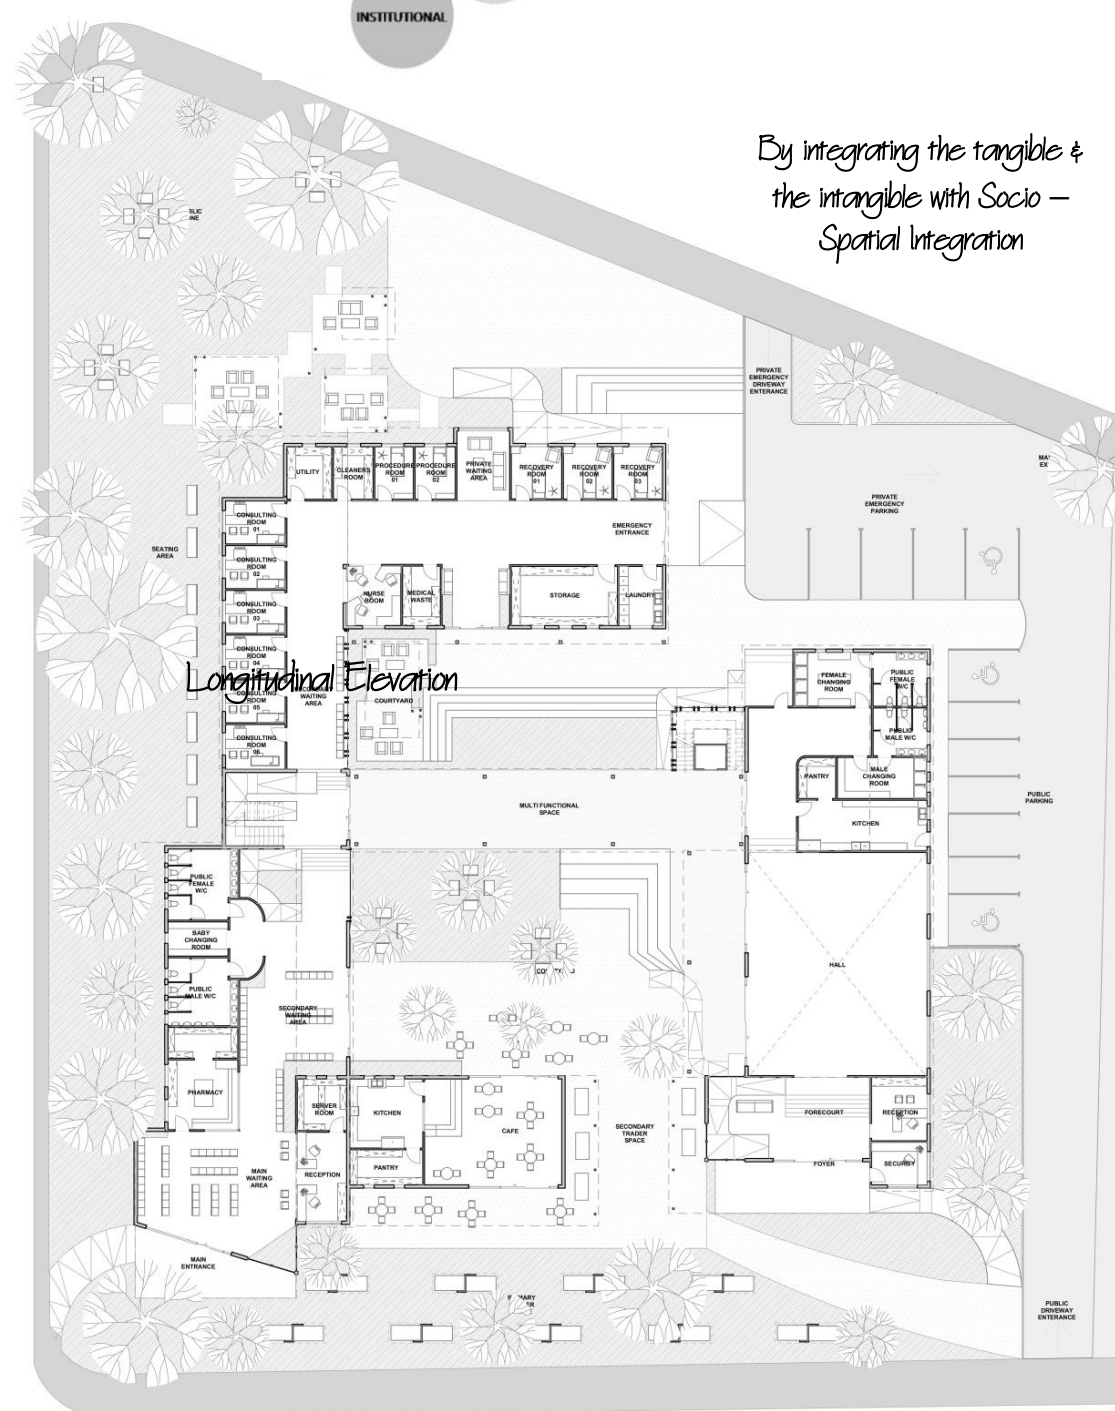 INSTITUTIONAL
By integrating the tangible &
the intangible with Socio –
Spatial Integration
PRIVATE
EMERGENCY
DRIVEWAY
ENTERANCE
UTILITY
CLEANERS
ROOM
PROCEDURE
ROOM
01
PROCEDURE
ROOM
02
PRIVATE
WAITING
AREA
RECOVERY
ROOM
01
RECOVERY
ROOM
02
RECOVERY
ROOM
03
PRIVATE
EMERGENCY
PARKING
CONSULTING
ROOM
01
EMERGENCY
ENTRANCE
SEATING
AREA
CONSULTING
ROOM
02
CONSULTING
ROOM
03
NURSE
ROOM
MEDICAL
WASTE
STORAGE
LAUNDRY
CONSULTING
ROOM
04
Longitudinal Elevation
CONSULTING
ROOM
05
SECONDARY
WAITING
AREA
COURTYARD
CONSULTING
ROOM
06
FEMALE
CHANGING
ROOM
PUBLIC
FEMALE
W/C
PUBLIC
MALE W/C
PANTRY
MALE
CHANGING
ROOM
KITCHEN
PUBLIC
PARKING
MULTI FUNCTIONAL
SPACE
PUBLIC
FEMALE
W/C
BABY
CHANGING
ROOM
PUBLIC
MALE W/C
SECONDARY
WAITING
AREA
HALL
PHARMACY
SERVER
ROOM
KITCHEN
CAFE
SECONDARY
TRADER
SPACE
FORECOURT
RECEPTION
MAIN
WAITING
AREA
RECEPTION
PANTRY
FOYER
SECURITY
MAIN
ENTRANCE
PUBLIC
DRIVEWAY
ENTERANCE